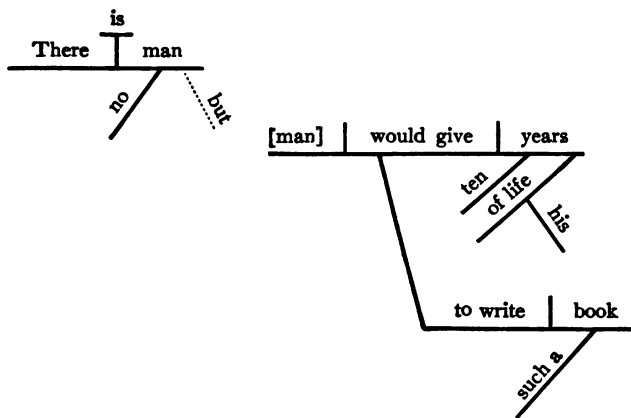 is
There man
no
but
[man] would give years
ten
of life
his
to write book
such a